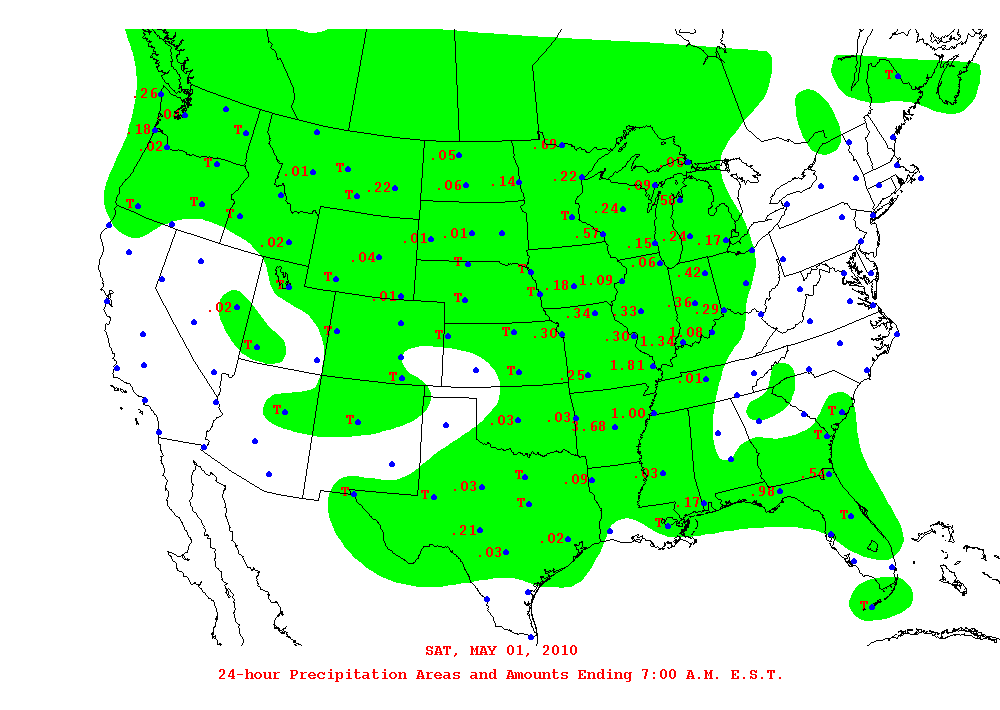 T
.26
.18
T
.02
T
.69
.05
.09
.01
T
.22
.06
.14
.22
.09
T
.58
T
T
T
.24
T
.02
.01
.01
.57
.15
.24
.17
.04
T
.06
T
T
.42
T
.01
T
T
.18
1.09
.02
.36
.34
.33
.29
T
T
T
.30
.30
1.34
1.08
T
1.81
T
T
.25
.01
T
T
.03
.03
1.00
T
3.68
T
.03
T
.93
.54
T
T
.03
.09
.98
T
.17
T
T
.21
.02
.03
T
SAT, MAY 01, 2010
24-hour Precipitation Areas and Amounts Ending 7:00 A.M. E.S.T.